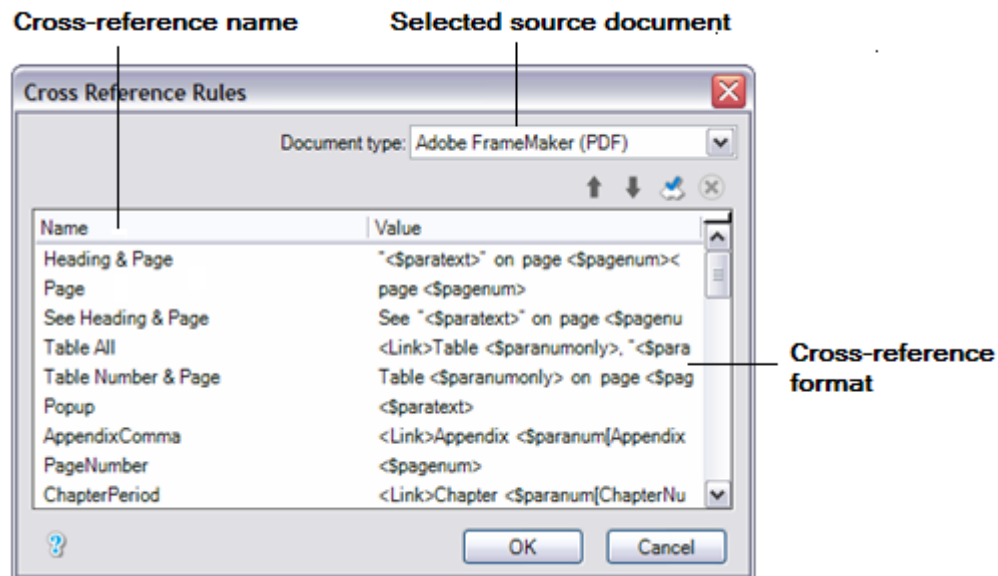 Cross-reference name Selected source document
Cross Reference Rules
Document type: Adobe FrameMaker (PDF)
Name Value
Heading & Page "<$paratext>" on page <$pagenum><
Page page <$pagenum>
See Heading & Page See "<$paratext>" on page <$pagenu
Table All <Link>Table <$paranumonly>, "<$para
Table Number & Page Table <$paranumonly> on page <$pag
Popup <$paratext>
AppendixComma <Link>Appendix <$paranum[Appendix
PageNumber <$pagenum>
ChapterPeriod <Link>Chapter <$paranum[ChapterNu
Cross-reference
format
? OK Cancel